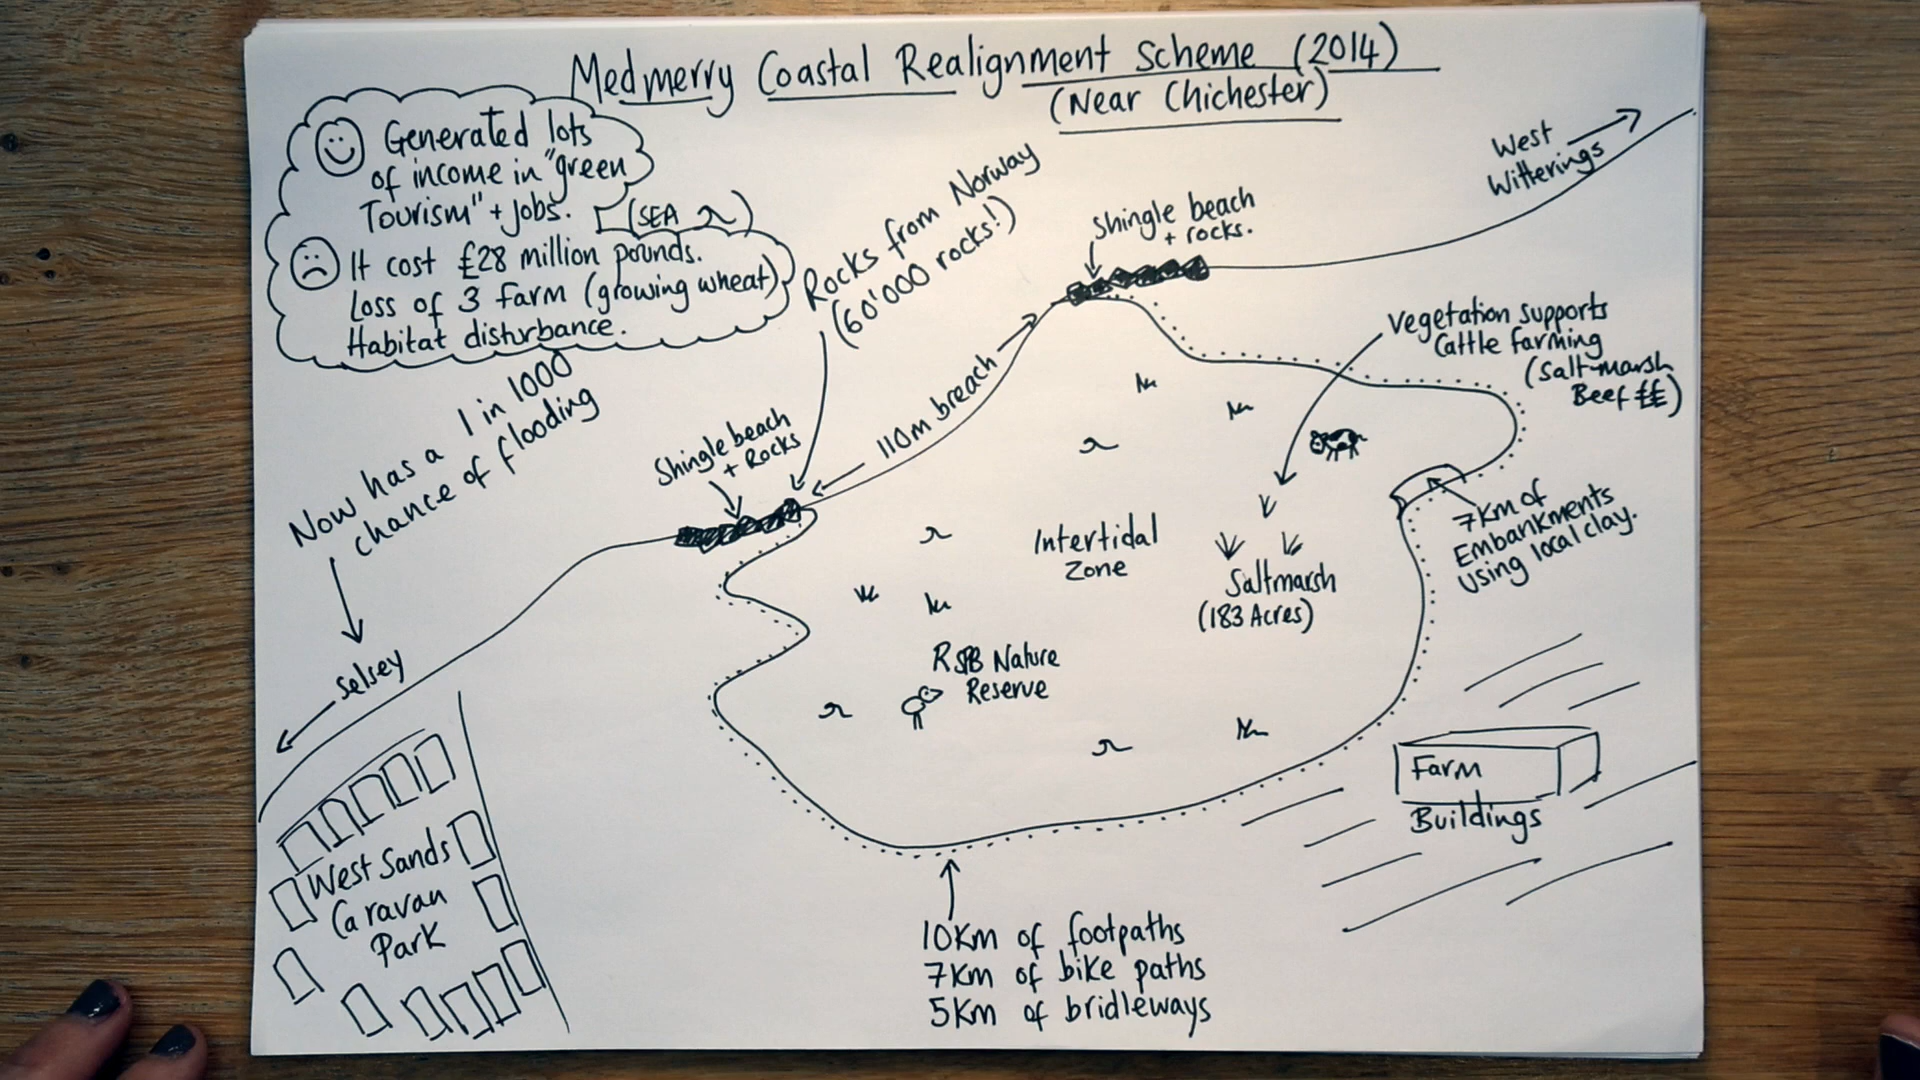 Medmerry Coastal Realignment Scheme (2014)
(Near Chichester)
Generated lots
of income in "green
Tourism" + jobs.
(SEA
It cost £28 million pounds.
Loss of 3 farm (growing wheat)
Habitat disturbance.
Rocks from Norway
(60'000 rocks!)
Shingle beach
+ rocks.
West
Witterings
Vegetation supports
Cattle farming
(Salt-marsh
Beef ££)
Now has a 1 in 1000
chance of flooding
Shingle beach
+ Rocks
110m breach
7km of
Embankments
Using local clay.
Intertidal
Zone
Saltmarsh
(183 Acres)
Selsey
RSPB Nature
Reserve
Farm
Buildings
West Sands
Caravan
Park
10km of footpaths
7km of bike paths
5km of bridleways